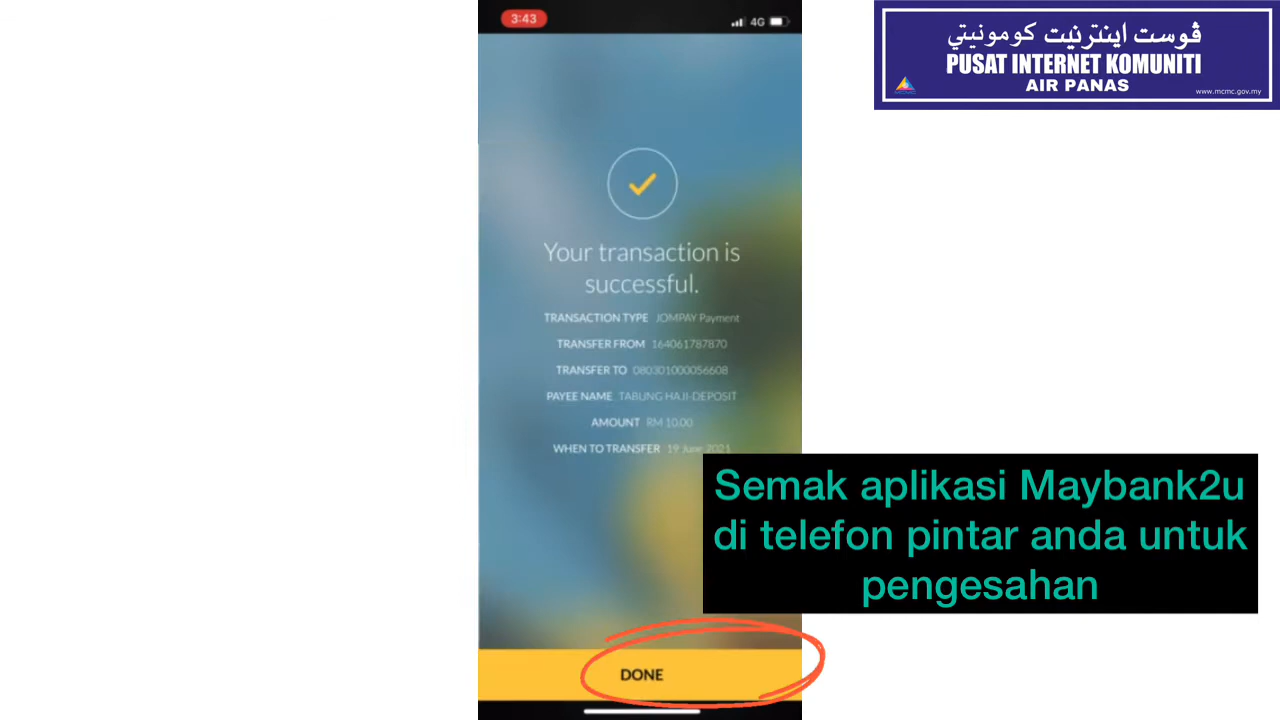 3:43
4G
ڤوست اينترنيت كومونيتي
PUSAT INTERNET KOMUNITI
AIR PANAS
MCMC
www.mcmc.gov.my
Your transaction is
successful.
TRANSACTION TYPE JOMPAY Payment
TRANSFER FROM 164061787870
TRANSFER TO 080301000056608
PAYEE NAME TABUNG HAJI-DEPOSIT
AMOUNT RM 10.00
WHEN TO TRANSFER 19 June 2021
Semak aplikasi Maybank2u
di telefon pintar anda untuk
pengesahan
DONE